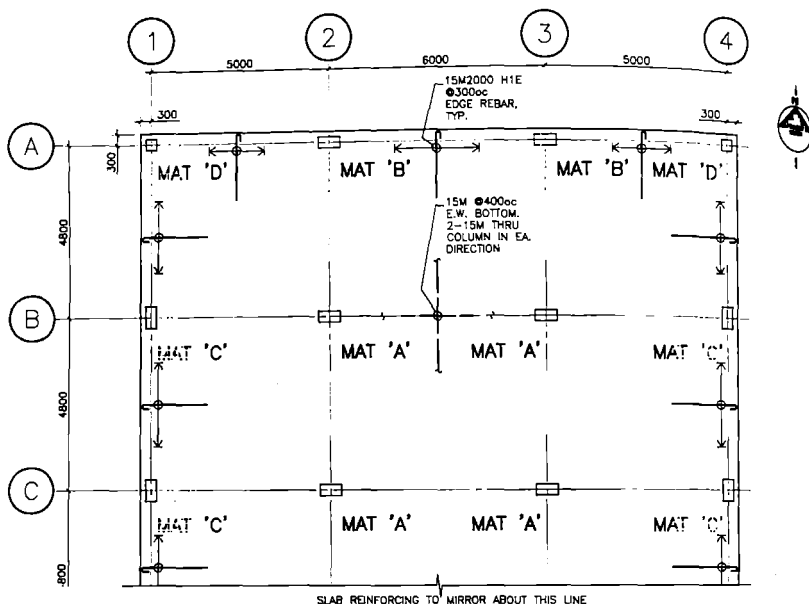 1 2 3 4
5000 6000 5000
15M2000 H1E
@300oc
EDGE REBAR,
TYP.
300 300
A
300
MAT 'D' MAT 'B' MAT 'B' MAT 'D'
15M @400oc
E.W. BOTTOM.
2-15M THRU
COLUMN IN EA.
DIRECTION
4800
B
MAT 'C' MAT 'A' MAT 'A' MAT 'C'
4800
C
MAT 'C' MAT 'A' MAT 'A' MAT 'C'
SLAB REINFORCING TO MIRROR ABOUT THIS LINE